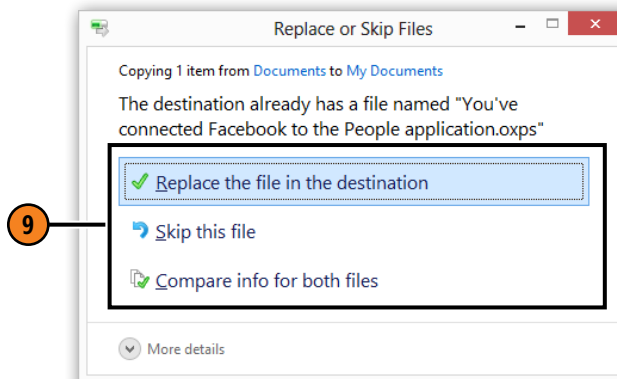 Replace or Skip Files
Copying 1 item from Documents to My Documents
The destination already has a file named "You've
connected Facebook to the People application.oxps"
Replace the file in the destination
9
Skip this file
Compare info for both files
More details